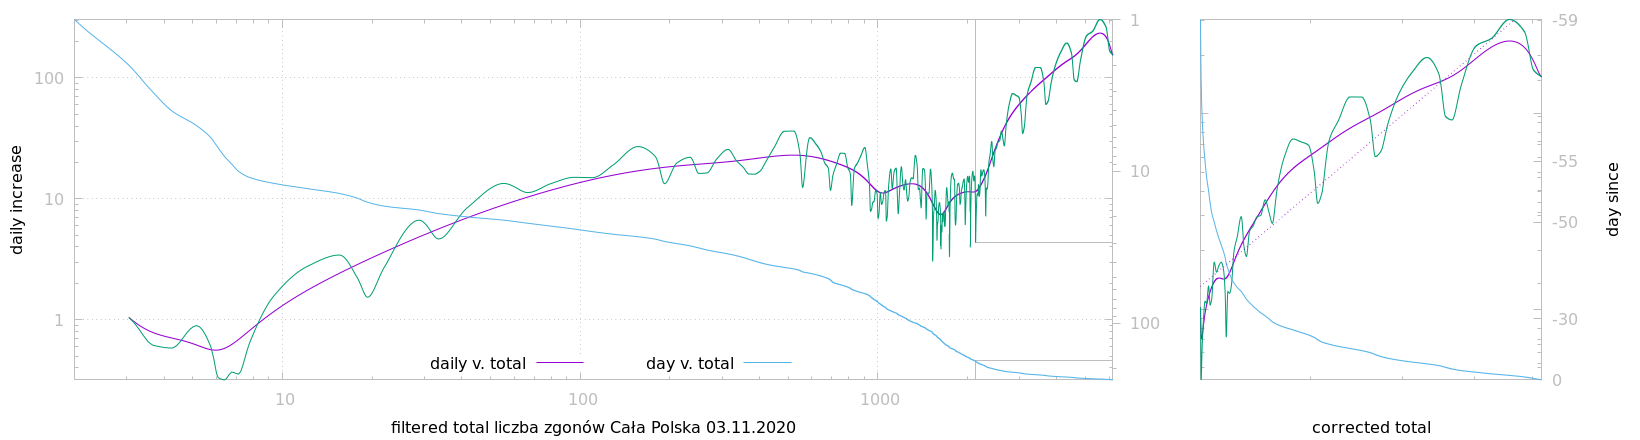 daily increase
100
10
1
daily v. total
day v. total
10
100
1000
filtered total liczba zgonów Cała Polska 03.11.2020
1
10
100
-59
-55
-50
-30
0
day since
corrected total